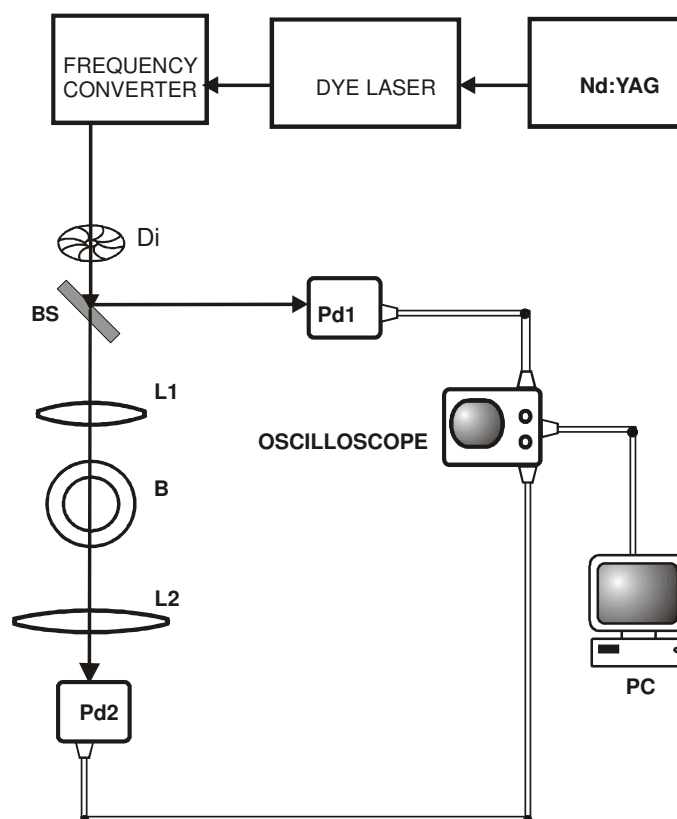 FREQUENCY
CONVERTER
DYE LASER
Nd:YAG
Di
BS
Pd1
L1
OSCILLOSCOPE
B
L2
PC
Pd2